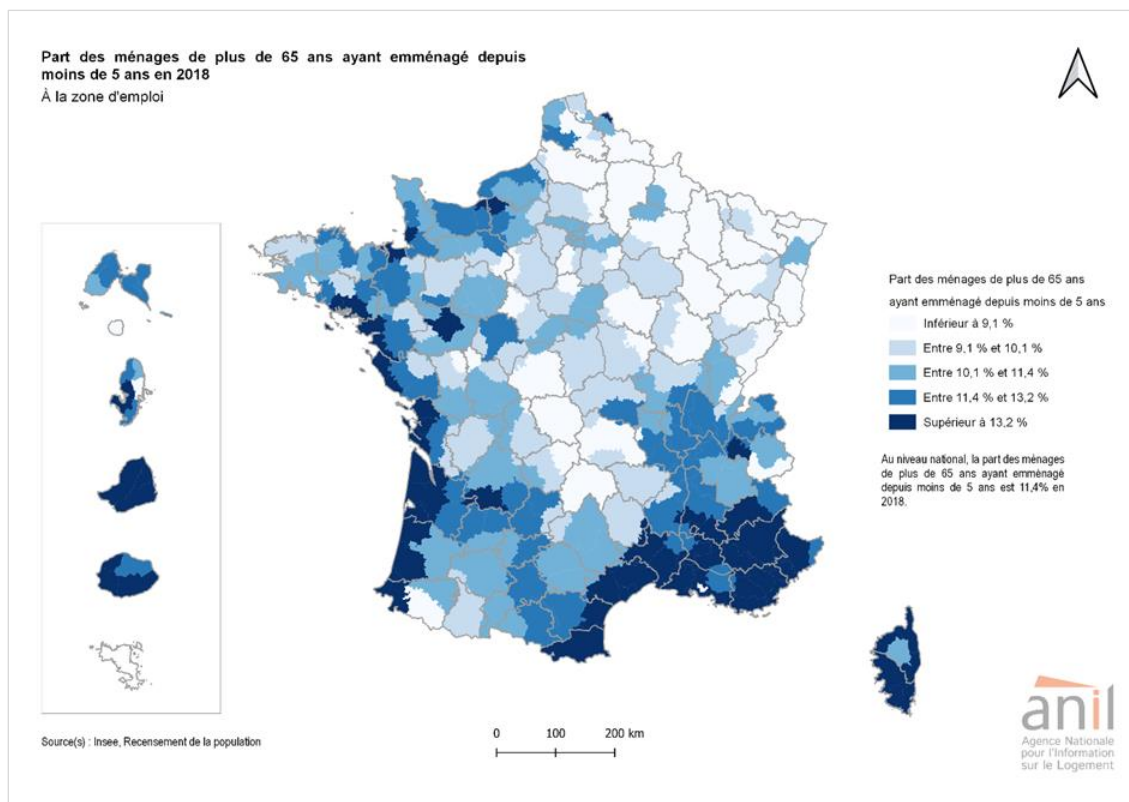 Part des ménages de plus de 65 ans ayant emménagé depuis
moins de 5 ans en 2018
À la zone d'emploi
Part des ménages de plus de 65 ans
ayant emménagé depuis moins de 5 ans
Inférieur à 9,1 %
Entre 9,1 % et 10,1 %
Entre 10,1 % et 11,4 %
Entre 11,4 % et 13,2 %
Supérieur à 13,2 %
Au niveau national, la part des ménages
de plus de 65 ans ayant emménagé
depuis moins de 5 ans est 11,4% en
2018.
Source(s) : Insee, Recensement de la population
0 100 200 km
anil
Agence Nationale
pour l'Information
sur le Logement